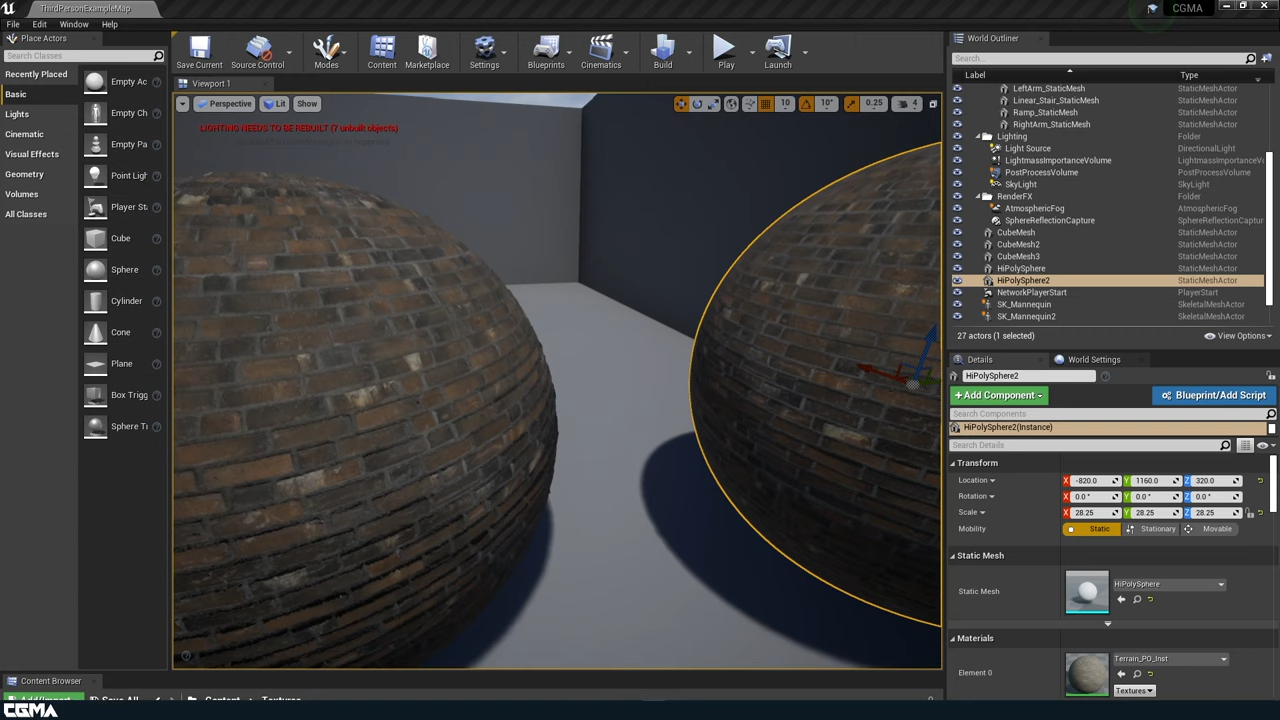 ThirdPersonExampleMap
CGMA
File Edit Window Help
Place Actors
Search Classes
Recently Placed
Basic
Lights
Cinematic
Visual Effects
Geometry
Volumes
All Classes
Empty Ac
Empty Ch
Empty Pa
Point Ligh
Player St
Cube
Sphere
Cylinder
Cone
Plane
Box Trigg
Sphere Ti
Save Current
Source Control
Modes
Content
Marketplace
Settings
Blueprints
Cinematics
Build
Play
Launch
Viewport 1
Perspective
Lit
Show
10
10°
0.25
4
LIGHTING NEEDS TO BE REBUILT (7 unbuilt objects)
World Outliner
Search...
Label Type
LeftArm_StaticMesh StaticMeshActor
Linear_Stair_StaticMesh StaticMeshActor
Ramp_StaticMesh StaticMeshActor
RightArm_StaticMesh StaticMeshActor
Lighting Folder
Light Source DirectionalLight
LightmassImportanceVolume LightmassImportanceVo
PostProcessVolume PostProcessVolume
SkyLight SkyLight
RenderFX Folder
AtmosphericFog AtmosphericFog
SphereReflectionCapture SphereReflectionCaptur
CubeMesh StaticMeshActor
CubeMesh2 StaticMeshActor
CubeMesh3 StaticMeshActor
HiPolySphere StaticMeshActor
HiPolySphere2 StaticMeshActor
NetworkPlayerStart PlayerStart
SK_Mannequin SkeletalMeshActor
SK_Mannequin2 SkeletalMeshActor
27 actors (1 selected)
View Options
Details
World Settings
HiPolySphere2
+Add Component
Blueprint/Add Script
Search Components
HiPolySphere2(Instance)
Search Details
Transform
Location X -820.0 Y 1160.0 Z 320.0
Rotation X 0.0° Y 0.0° Z 0.0°
Scale X 28.25 Y 28.25 Z 28.25
Mobility Static Stationary Movable
Static Mesh
Static Mesh HiPolySphere
Materials
Element 0 Terrain_PO_Inst
Textures
Content Browser
Add/Import Save All Content Textures
CGMA